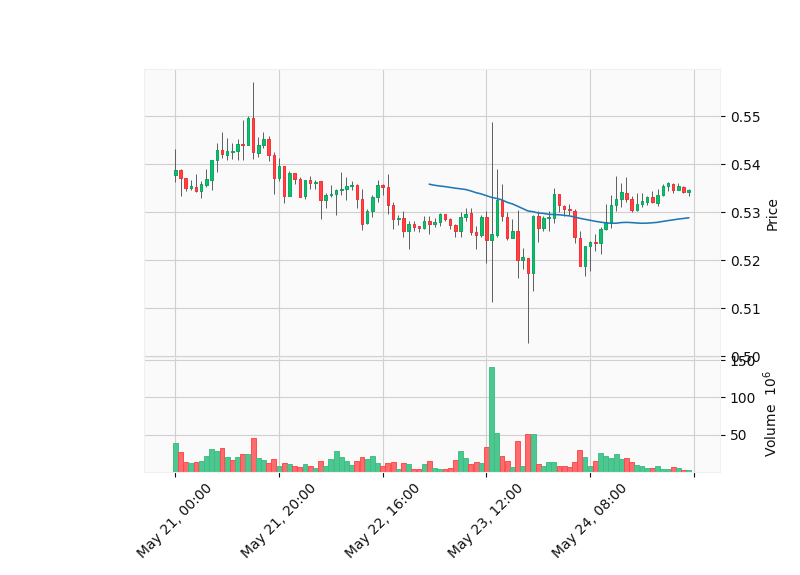 0.55
0.54
0.53
0.52
0.51
0.50
Price
150
100
50
Volume 10^6
May 21, 00:00
May 21, 20:00
May 22, 16:00
May 23, 12:00
May 24, 08:00